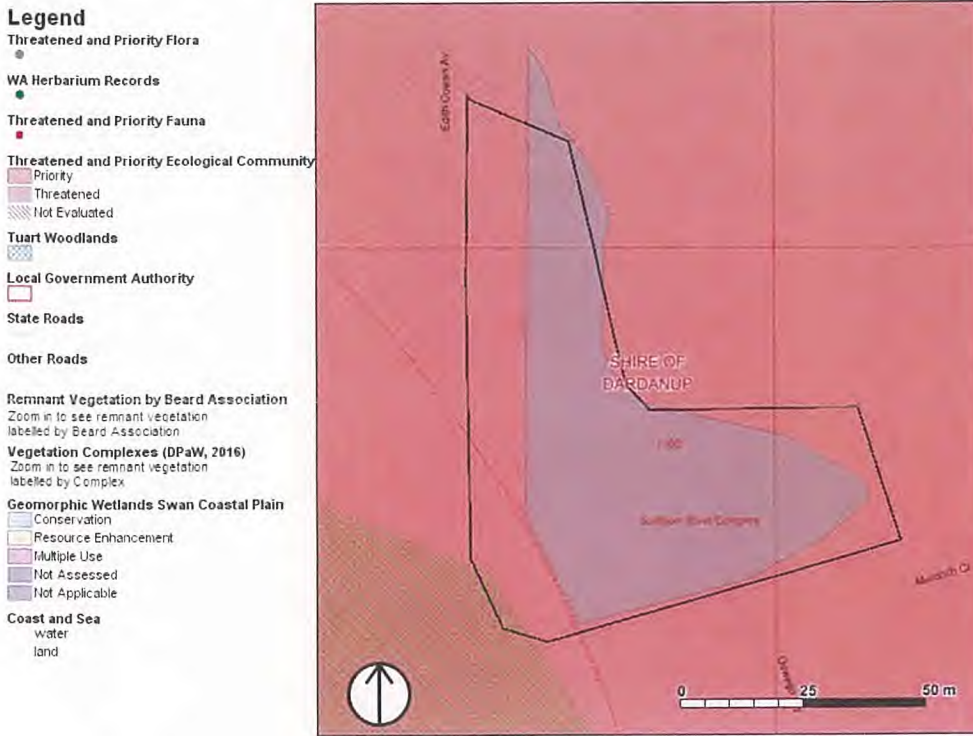 Legend
Threatened and Priority Flora
WA Herbarium Records
Threatened and Priority Fauna
Threatened and Priority Ecological Community
Priority
Threatened
Not Evaluated
Tuart Woodlands
Local Government Authority
State Roads
Other Roads
Remnant Vegetation by Beard Association
Zoom in to see remnant vegetation
labelled by Beard Association
Vegetation Complexes (DPaW, 2016)
Zoom in to see remnant vegetation
labelled by Complex
Geomorphic Wetlands Swan Coastal Plain
Conservation
Resource Enhancement
Multiple Use
Not Assessed
Not Applicable
Coast and Sea
water
land
Edith Cowan Av
SHIRE OF
DARDANUP
Murdoch
0 25 50 m